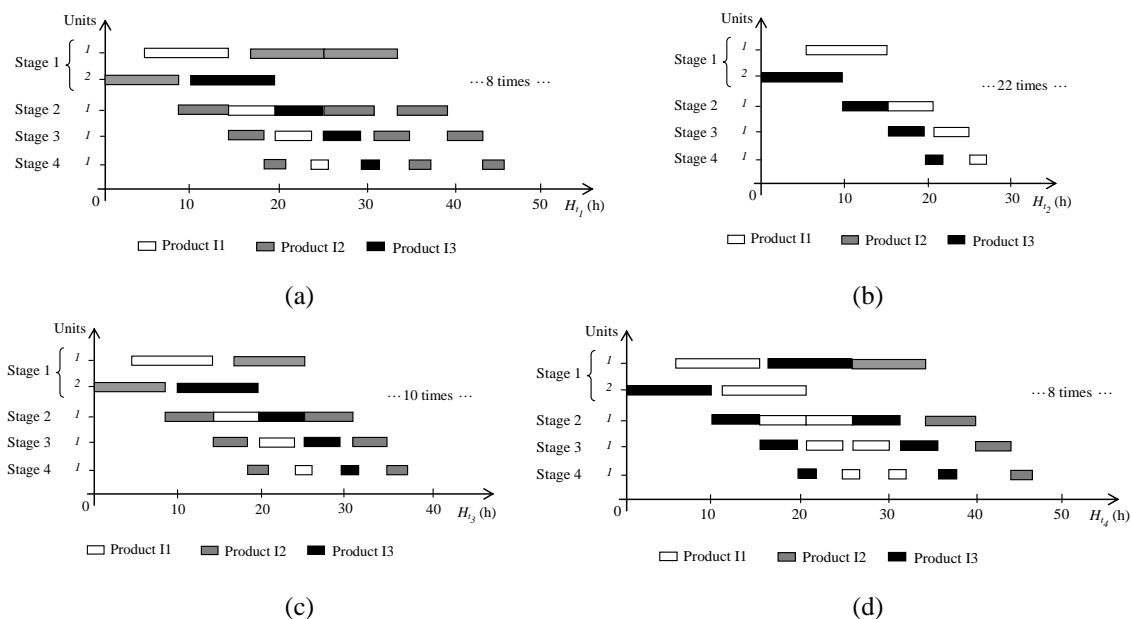 Units
Stage 1
1
2
Stage 2 1
Stage 3 1
Stage 4 1
··· 8 times ···
0 10 20 30 40 50 H_{t_1} (h)
Product I1 Product I2 Product I3
(a)
Units
Stage 1
1
2
Stage 2 1
Stage 3 1
Stage 4 1
··· 22 times ···
0 10 20 30 H_{t_2} (h)
Product I1 Product I2 Product I3
(b)
Units
Stage 1
1
2
Stage 2 1
Stage 3 1
Stage 4 1
··· 10 times ···
0 10 20 30 40 H_{t_3} (h)
Product I1 Product I2 Product I3
(c)
Units
Stage 1
1
2
Stage 2 1
Stage 3 1
Stage 4 1
··· 8 times ···
0 10 20 30 40 50 H_{t_4} (h)
Product I1 Product I2 Product I3
(d)